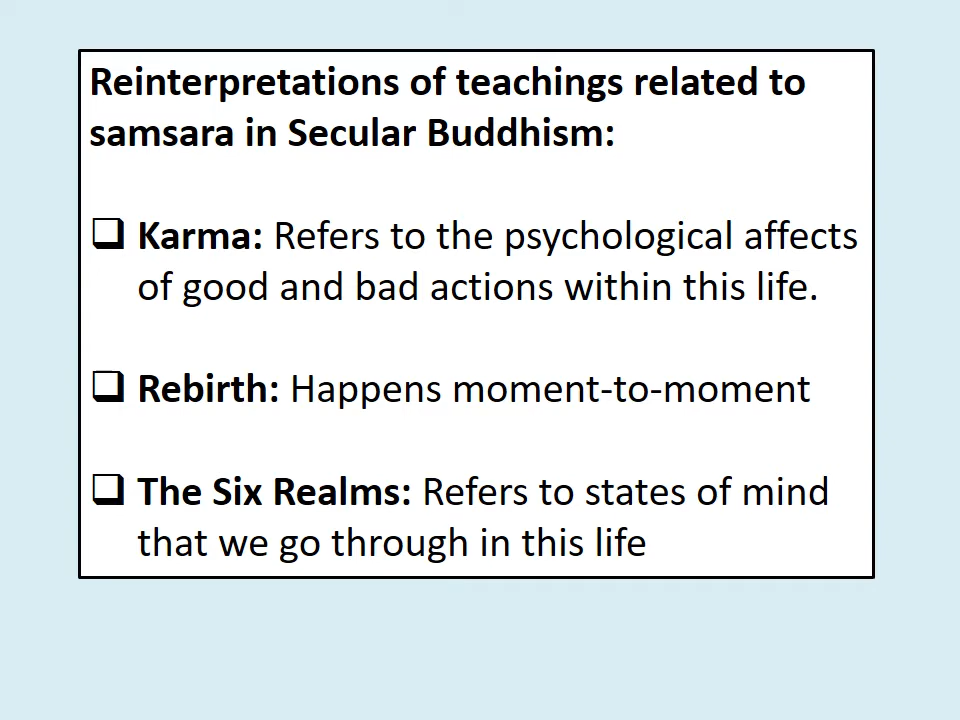 Reinterpretations of teachings related to
samsara in Secular Buddhism:
❑ Karma: Refers to the psychological affects
of good and bad actions within this life.
❑ Rebirth: Happens moment-to-moment
❑ The Six Realms: Refers to states of mind
that we go through in this life